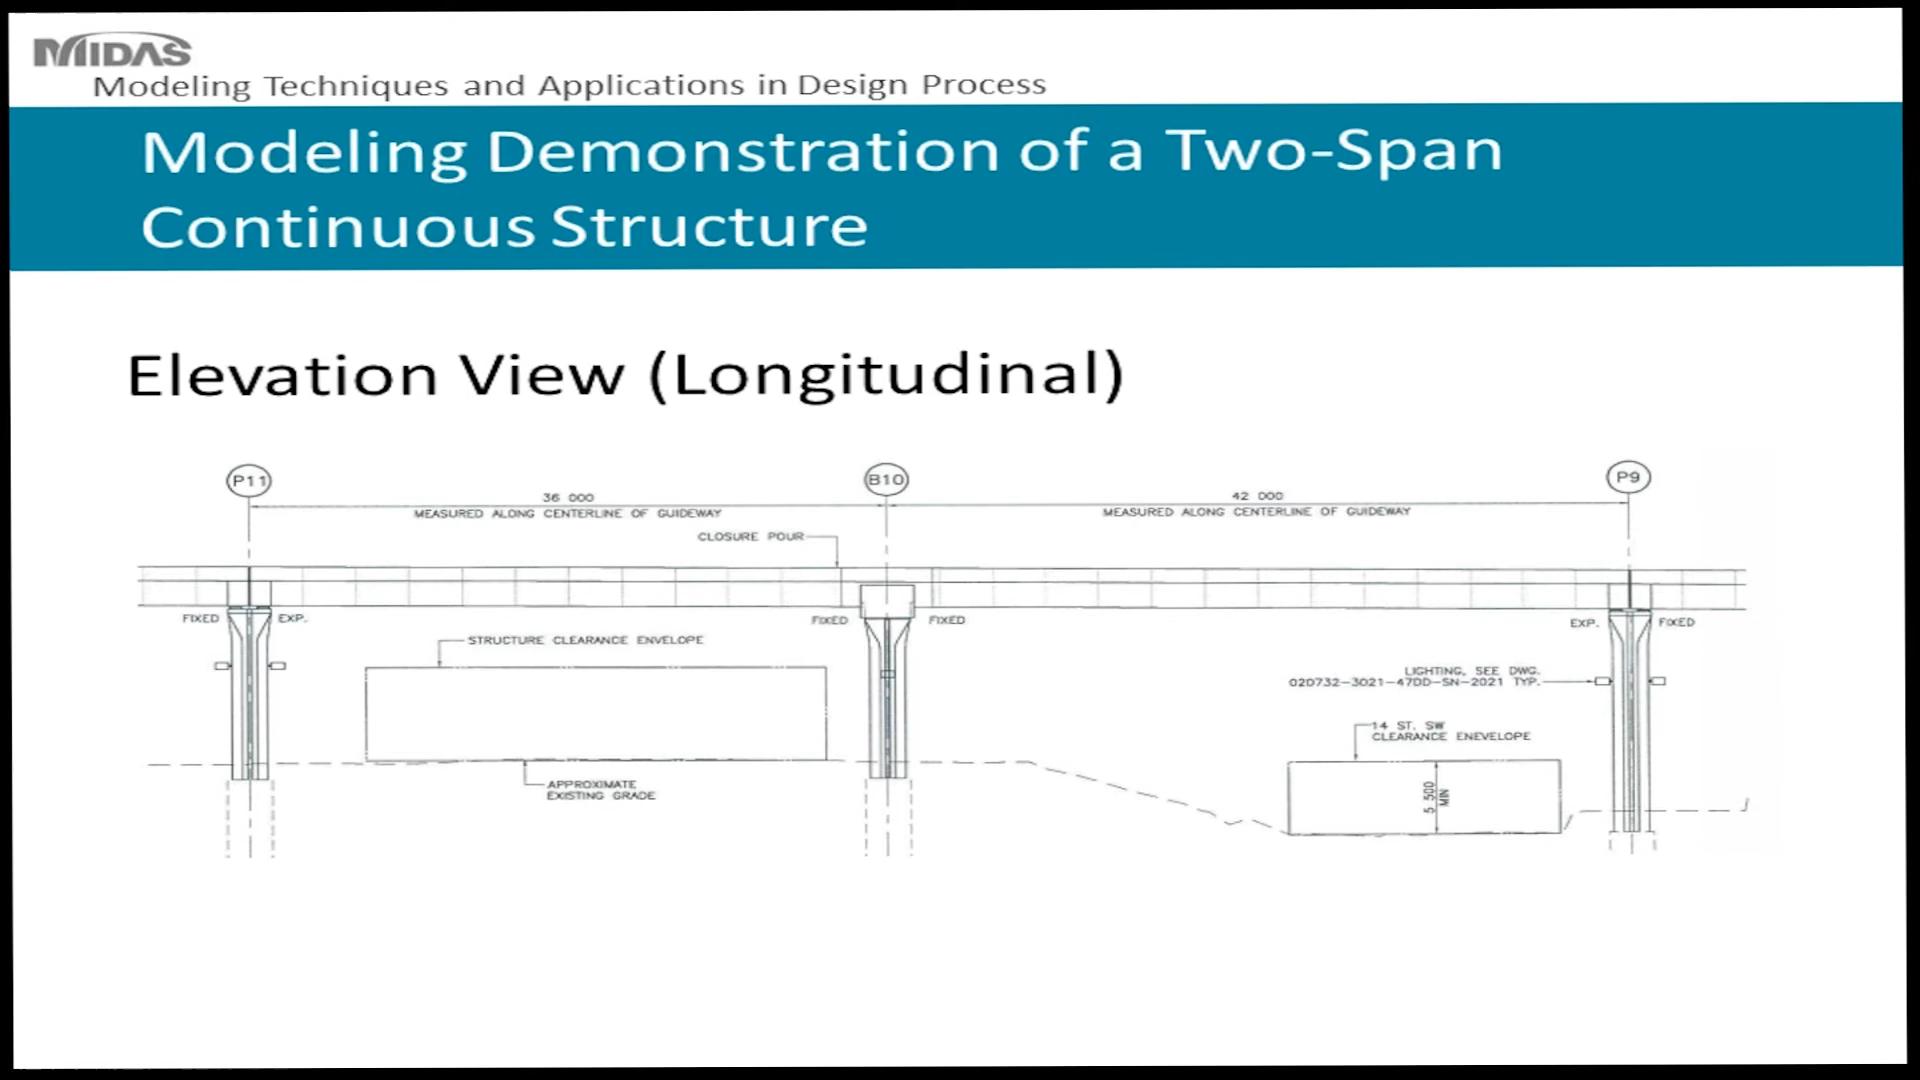 MIDAS
Modeling Techniques and Applications in Design Process
Modeling Demonstration of a Two-Span
Continuous Structure
Elevation View (Longitudinal)
P11
B10
P9
36 000
MEASURED ALONG CENTERLINE OF GUIDEWAY
42 000
MEASURED ALONG CENTERLINE OF GUIDEWAY
CLOSURE POUR
FIXED
EXP.
FIXED
FIXED
EXP.
FIXED
STRUCTURE CLEARANCE ENVELOPE
LIGHTING, SEE DWG.
020732-3021-47DD-SN-2021 TYP.
14 ST. SW
CLEARANCE ENEVELOPE
5 500
MIN
APPROXIMATE
EXISTING GRADE